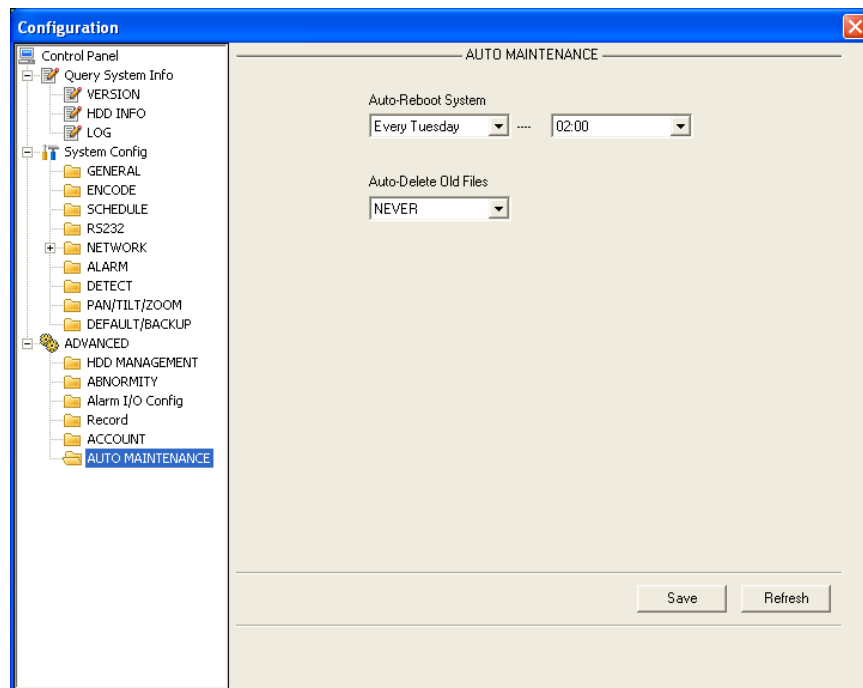 Configuration
Control Panel
Query System Info
VERSION
HDD INFO
LOG
System Config
GENERAL
ENCODE
SCHEDULE
RS232
NETWORK
ALARM
DETECT
PAN/TILT/ZOOM
DEFAULT/BACKUP
ADVANCED
HDD MANAGEMENT
ABNORMITY
Alarm I/O Config
Record
ACCOUNT
AUTO MAINTENANCE
AUTO MAINTENANCE
Auto-Reboot System
Every Tuesday ---- 02:00
Auto-Delete Old Files
NEVER
Save Refresh